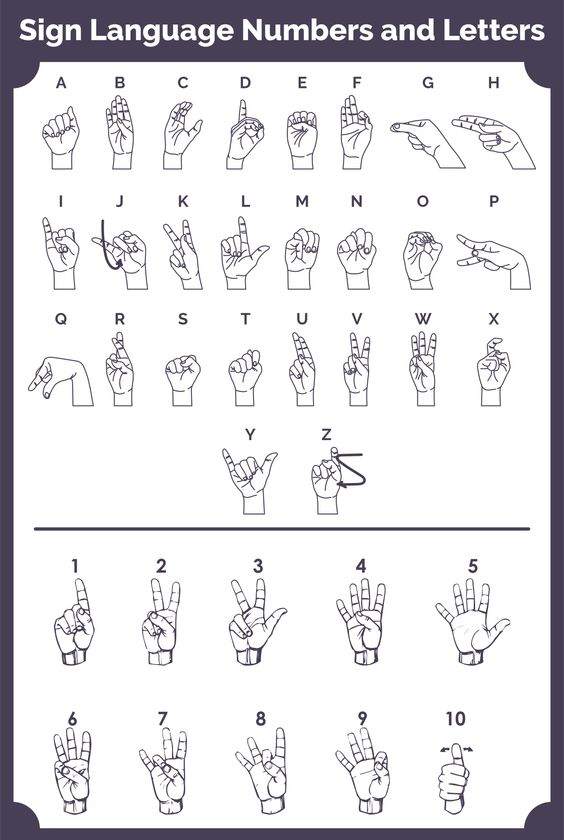 Sign Language Numbers and Letters
A B C D E F G H
I J K L M N O P
Q R S T U V W X
Y Z
1 2 3 4 5
6 7 8 9 10